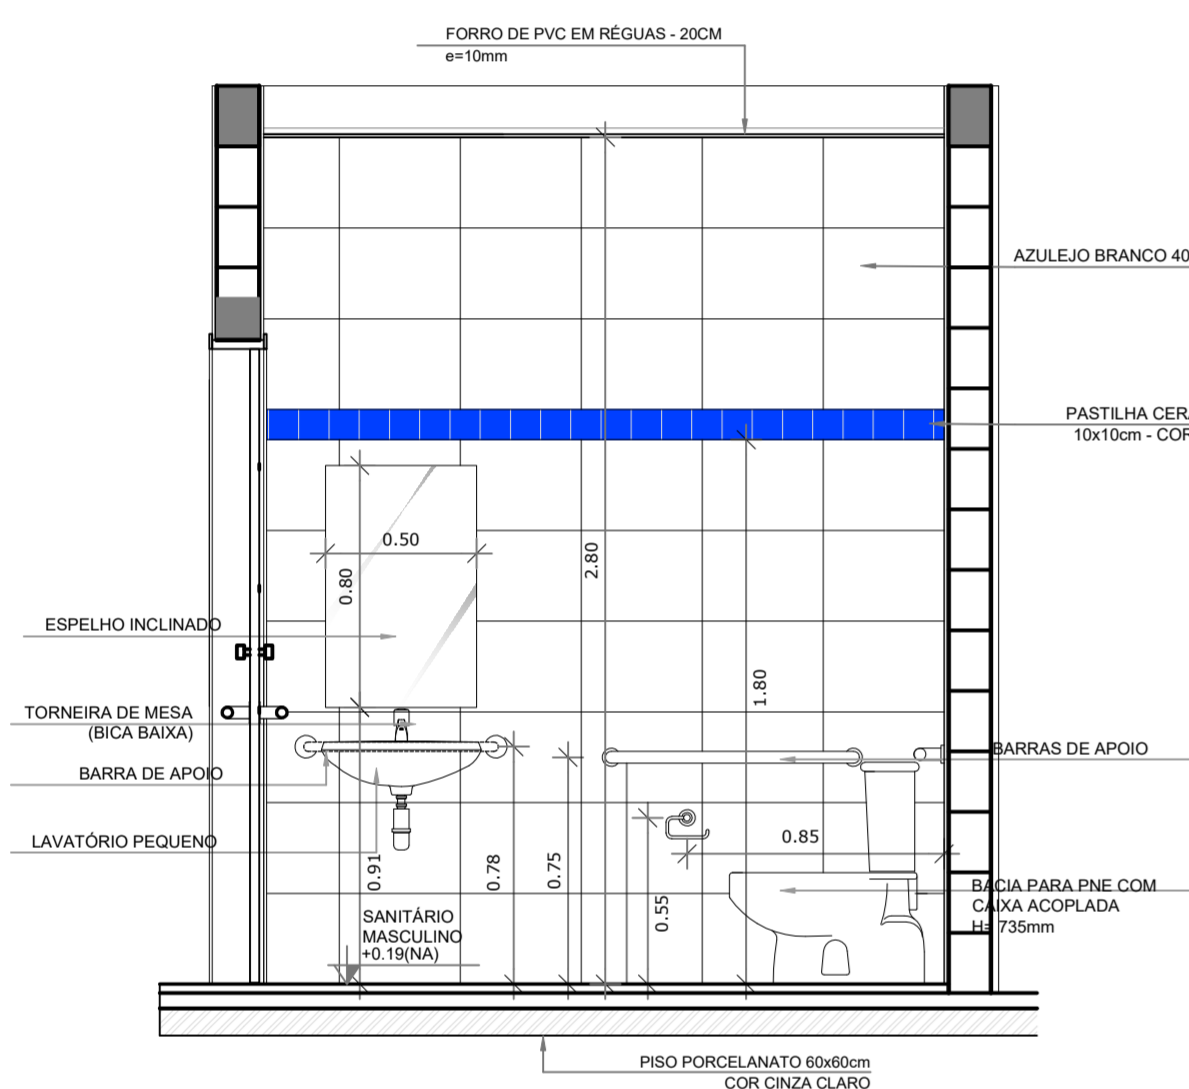 FORRO DE PVC EM RÉGUAS - 20CM
e=10mm
AZULEJO BRANCO 40
PASTILHA CERA
10x10cm - COR
0.50
0.80
2.80
ESPELHO INCLINADO
1.80
TORNEIRA DE MESA
(BICA BAIXA)
BARRAS DE APOIO
BARRA DE APOIO
LAVATÓRIO PEQUENO
0.85
0.91
0.78
0.75
0.55
BACIA PARA PNE COM
CAIXA ACOPLADA
H= 735mm
SANITÁRIO
MASCULINO
+0.19(NA)
PISO PORCELANATO 60x60cm
COR CINZA CLARO